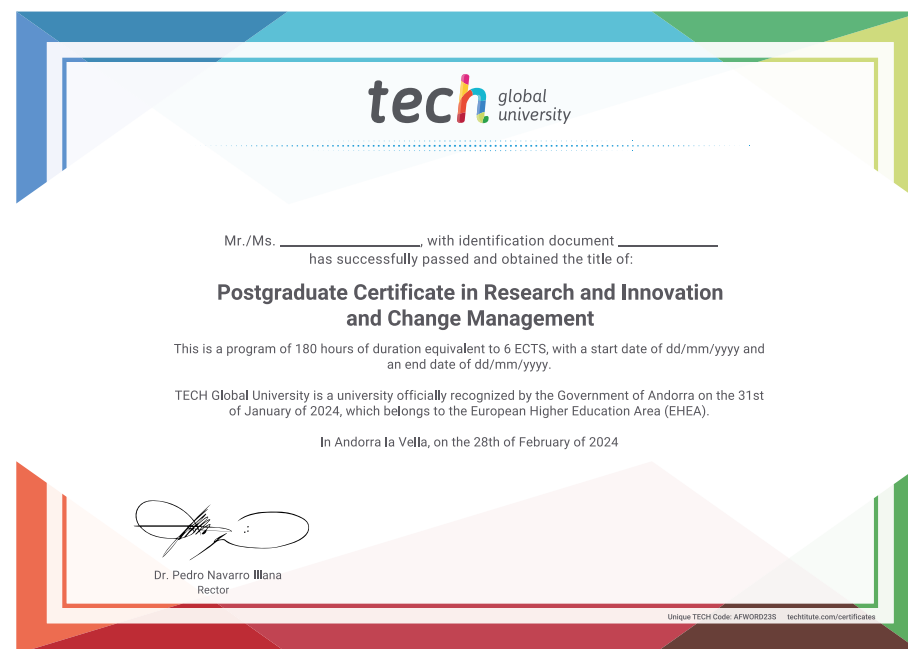 tech global
university
Mr./Ms. ____________________, with identification document ______________
has successfully passed and obtained the title of:
Postgraduate Certificate in Research and Innovation
and Change Management
This is a program of 180 hours of duration equivalent to 6 ECTS, with a start date of dd/mm/yyyy and
an end date of dd/mm/yyyy.
TECH Global University is a university officially recognized by the Government of Andorra on the 31st
of January of 2024, which belongs to the European Higher Education Area (EHEA).
In Andorra la Vella, on the 28th of February of 2024
Dr. Pedro Navarro Illana
Rector
Unique TECH Code: AFWORD23S techtitute.com/certificates